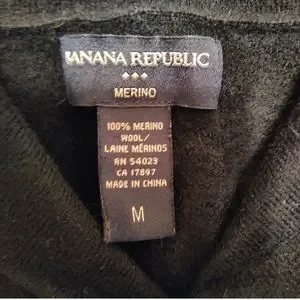 BANANA REPUBLIC
MERINO
100% MERINO
WOOL/
LAINE MÉRINOS
RN 54023
CA 17897
MADE IN CHINA
M